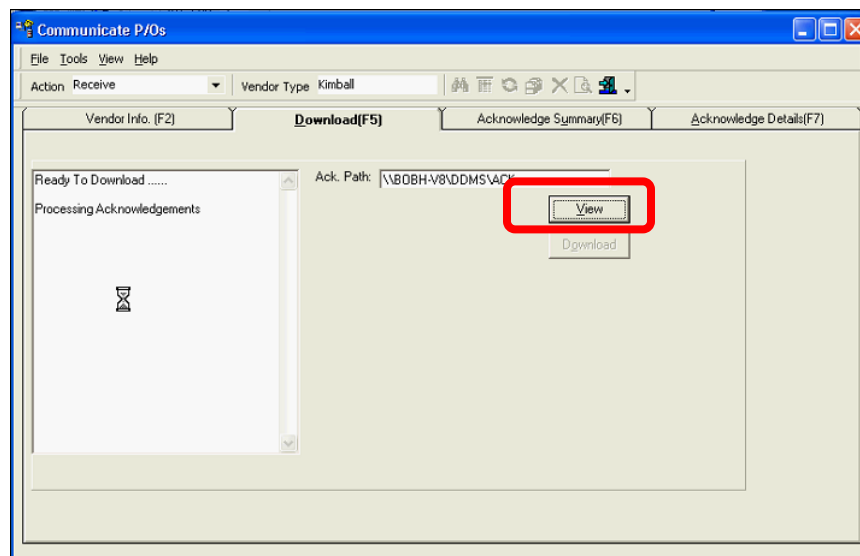 Communicate P/Os
File Tools View Help
Action Receive Vendor Type Kimball
Vendor Info. (F2) Download(F5) Acknowledge Summary(F6) Acknowledge Details(F7)
Ready To Download ...... Ack. Path: \\BOBH-V8\DDMS\ACK
Processing Acknowledgements View
Download